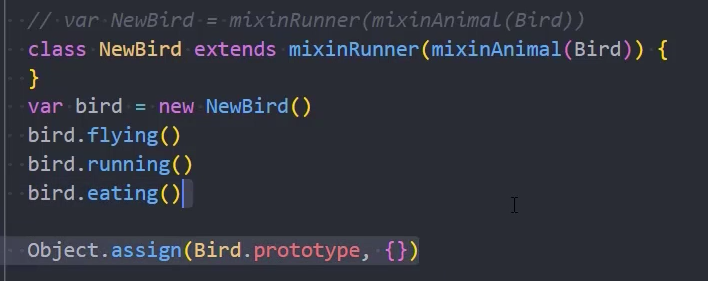 // var NewBird = mixinRunner(mixinAnimal(Bird))
class NewBird extends mixinRunner(mixinAnimal(Bird)) {
}
var bird = new NewBird()
bird.flying()
bird.running()
bird.eating()
Object.assign(Bird.prototype, {})